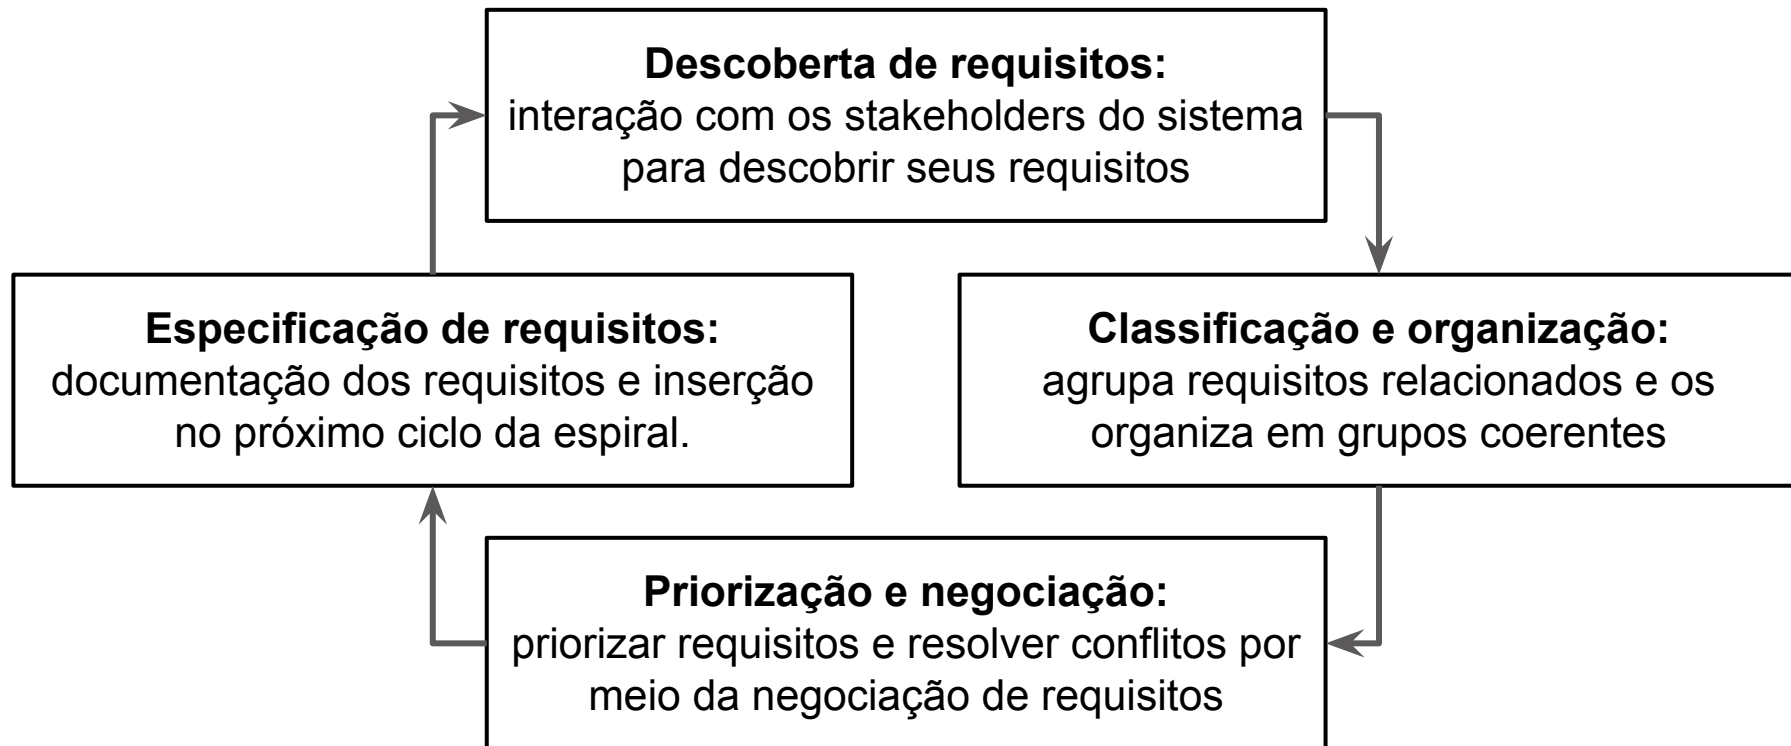 Descoberta de requisitos:
interação com os stakeholders do sistema
para descobrir seus requisitos
Especificação de requisitos:
documentação dos requisitos e inserção
no próximo ciclo da espiral.
Classificação e organização:
agrupa requisitos relacionados e os
organiza em grupos coerentes
Priorização e negociação:
priorizar requisitos e resolver conflitos por
meio da negociação de requisitos